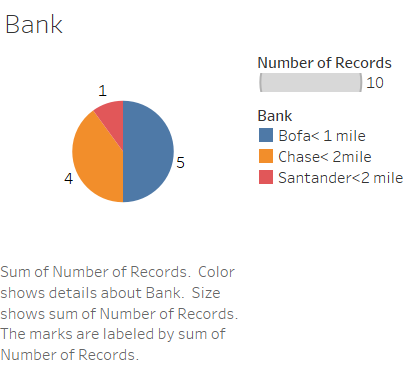 Bank
Number of Records
10
Bank
Bofa< 1 mile
Chase< 2mile
Santander<2 mile
1
5
4
Sum of Number of Records.  Color
shows details about Bank.  Size
shows sum of Number of Records.
The marks are labeled by sum of
Number of Records.